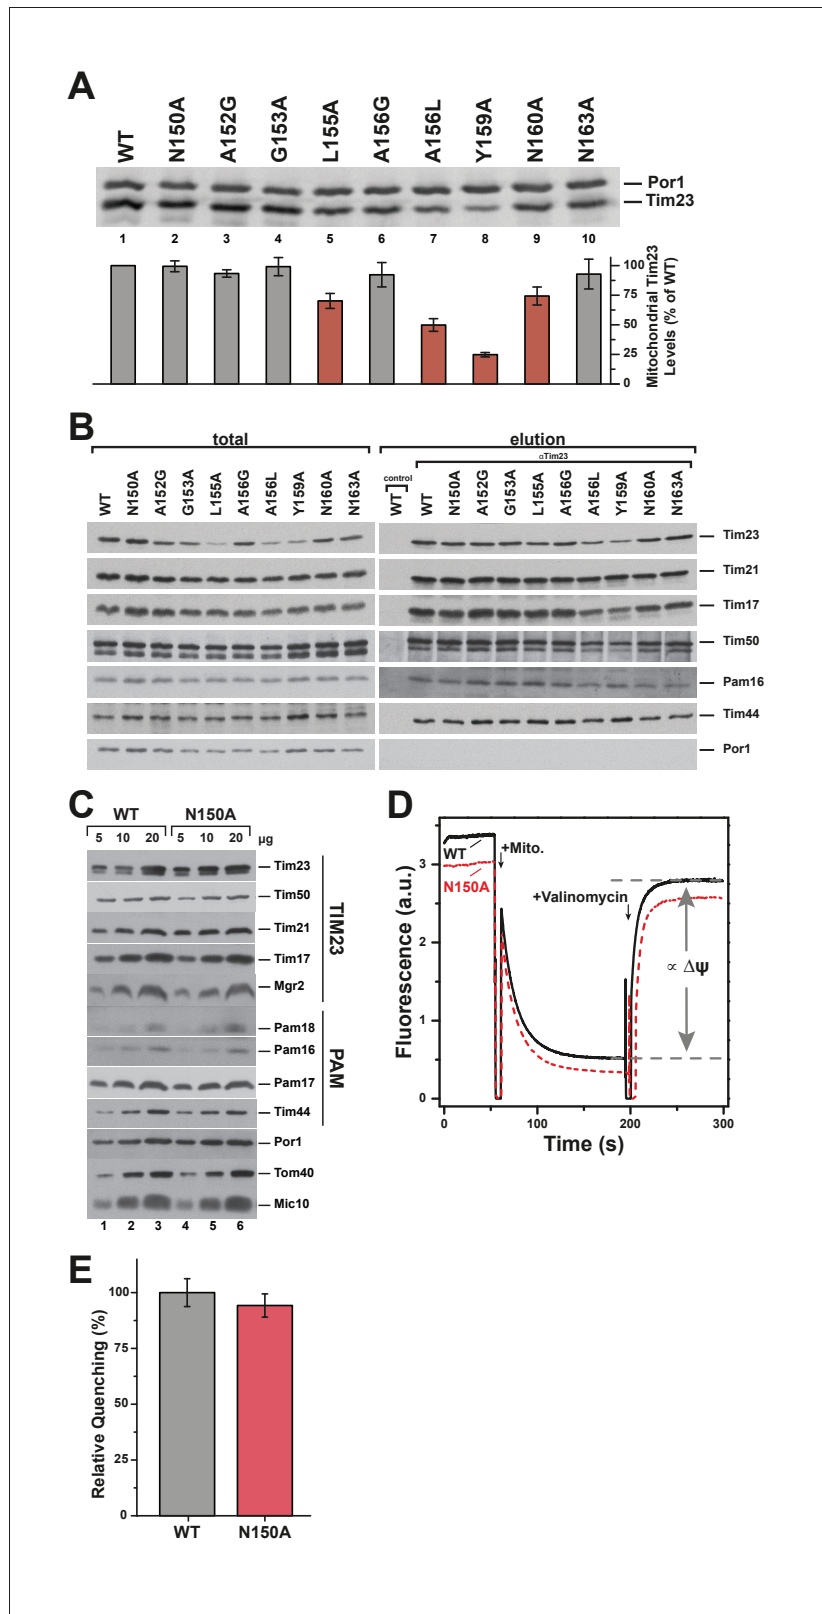 A
WT N150A A152G G153A L155A A156G A156L Y159A N160A N163A
Por1
Tim23
1 2 3 4 5 6 7 8 9 10
100
75
50
25
0
Mitochondrial Tim23
Levels (% of WT)
B
total elution
αTim23
control
WT N150A A152G G153A L155A A156G A156L Y159A N160A N163A WT WT N150A A152G G153A L155A A156G A156L Y159A N160A N163A
Tim23
Tim21
Tim17
Tim50
Pam16
Tim44
Por1
C
WT N150A
5 10 20 5 10 20 µg
Tim23
Tim50
Tim21
Tim17
Mgr2
TIM23
Pam18
Pam16
Pam17
Tim44
PAM
Por1
Tom40
Mic10
1 2 3 4 5 6
D
Fluorescence (a.u.)
3
2
1
0
WT
N150A
+Mito.
+Valinomycin
∝ Δψ
0 100 200 300
Time (s)
E
Relative Quenching (%)
100
75
50
25
0
WT N150A